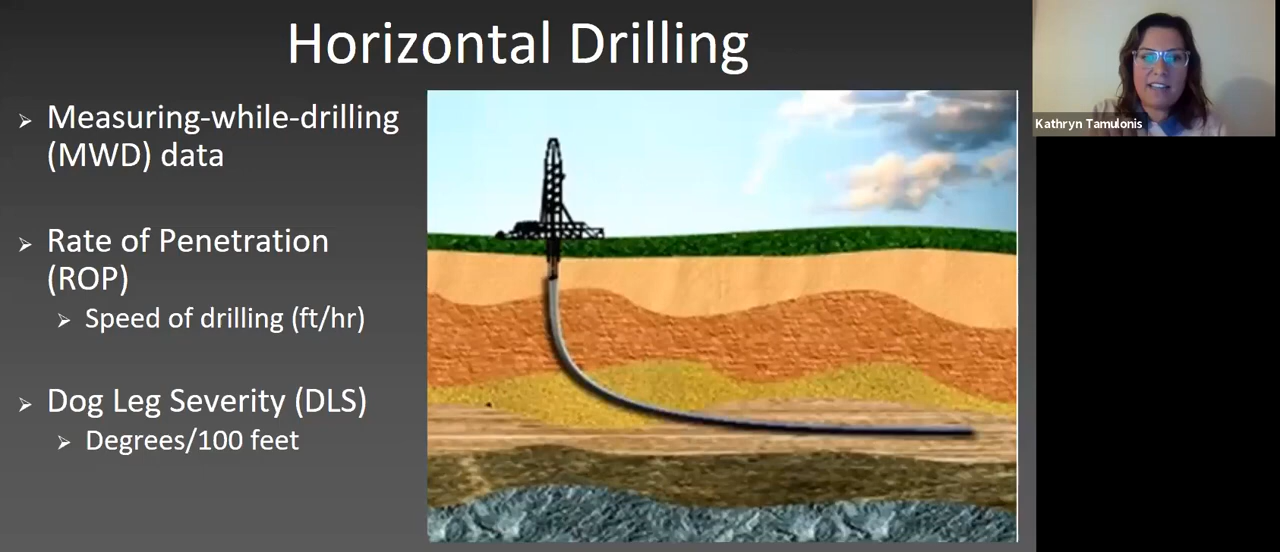 Horizontal Drilling
Measuring-while-drilling
(MWD) data
Rate of Penetration
(ROP)
Speed of drilling (ft/hr)
Dog Leg Severity (DLS)
Degrees/100 feet
Kathryn Tamulonis